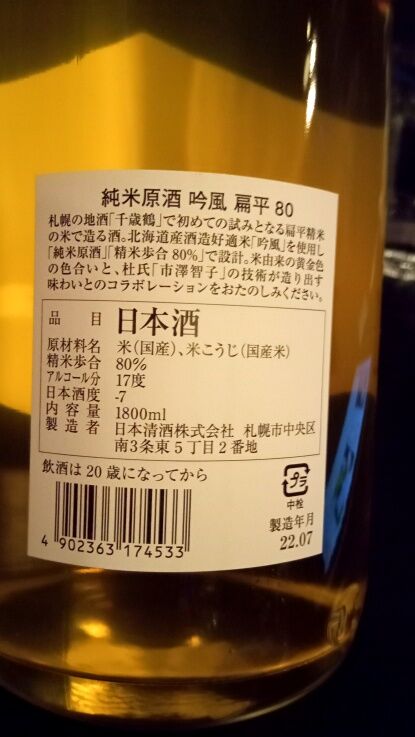 純米原酒 吟風 扁平 80
札幌の地酒「千歳鶴」で初めての試みとなる扁平精米
の米で造る酒。北海道産酒造好適米「吟風」を使用し
「純米原酒」「精米歩合80%」で設計。米由来の黄金色
の色合いと、杜氏「市澤智子」の技術が造り出す
味わいとのコラボレーションをおたのしみください。
品目 日本酒
原材料名 米(国産)、米こうじ(国産米)
精米歩合 80%
アルコール分 17度
日本酒度 -7
内容量 1800ml
製造者 日本清酒株式会社 札幌市中央区
南3条東5丁目2番地
飲酒は20歳になってから
プラ
中栓
製造年月
22.07
4 902363 174533